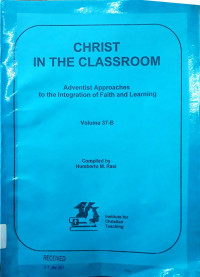 CHRIST
IN THE CLASSROOM
Adventist Approaches
to the Integration of Faith and Learning
Volume 37-B
Compiled by
Humberto M. Rasi
Institute for
Christian
Teaching